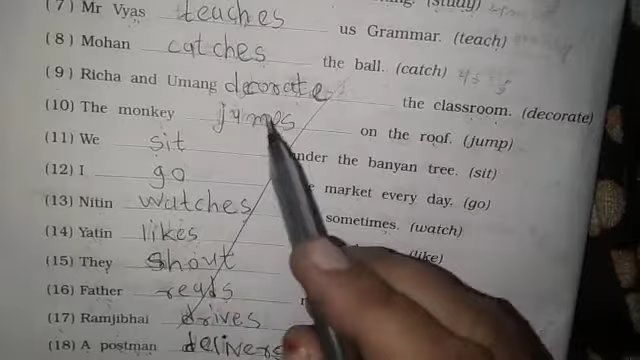 (study)
(7) Mr Vyas teaches us Grammar. (teach)
(8) Mohan catches the ball. (catch)
(9) Richa and Umang decorate the classroom. (decorate)
(10) The monkey jumps on the roof. (jump)
(11) We sit under the banyan tree. (sit)
(12) I go market every day. (go)
(13) Nitin watches sometimes. (watch)
(14) Yatin likes (like)
(15) They shout
(16) Father reads
(17) Ramjibhai drives
(18) A postman delivers